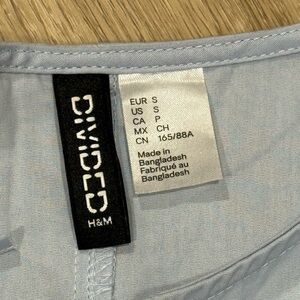 DIVIDED
H&M
EUR S
US S
CA P
MX CH
CN 165/88A
Made in
Bangladesh
Fabriqué au
Bangladesh